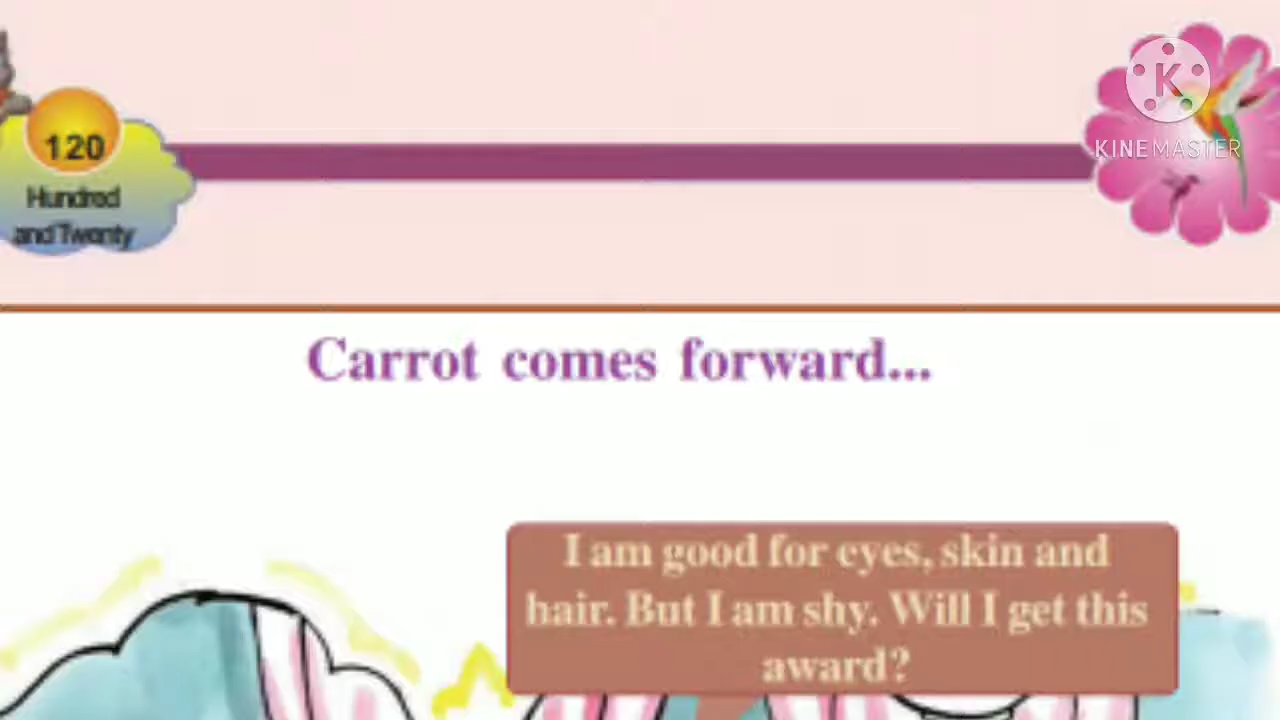 120
Hundred
and Twenty
KINEMASTER
Carrot comes forward...
I am good for eyes, skin and
hair. But I am shy. Will I get this
award?